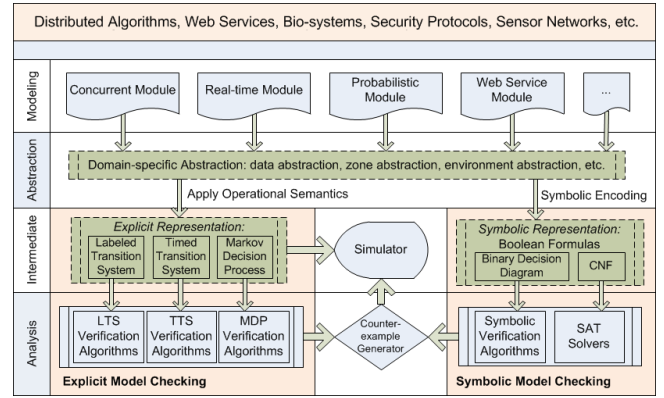 Distributed Algorithms, Web Services, Bio-systems, Security Protocols, Sensor Networks, etc.
Modeling
Concurrent Module
Real-time Module
Probabilistic
Module
Web Service
Module
...
Abstraction
Domain-specific Abstraction: data abstraction, zone abstraction, environment abstraction, etc.
Apply Operational Semantics
Symbolic Encoding
Intermediate
Explicit Representation:
Labeled
Transition
System
Timed
Transition
System
Markov
Decision
Process
Simulator
Symbolic Representation:
Boolean Formulas
Binary Decision
Diagram
CNF
Analysis
LTS
Verification
Algorithms
TTS
Verification
Algorithms
MDP
Verification
Algorithms
Counter-
example
Generator
Symbolic
Verification
Algorithms
SAT
Solvers
Explicit Model Checking
Symbolic Model Checking